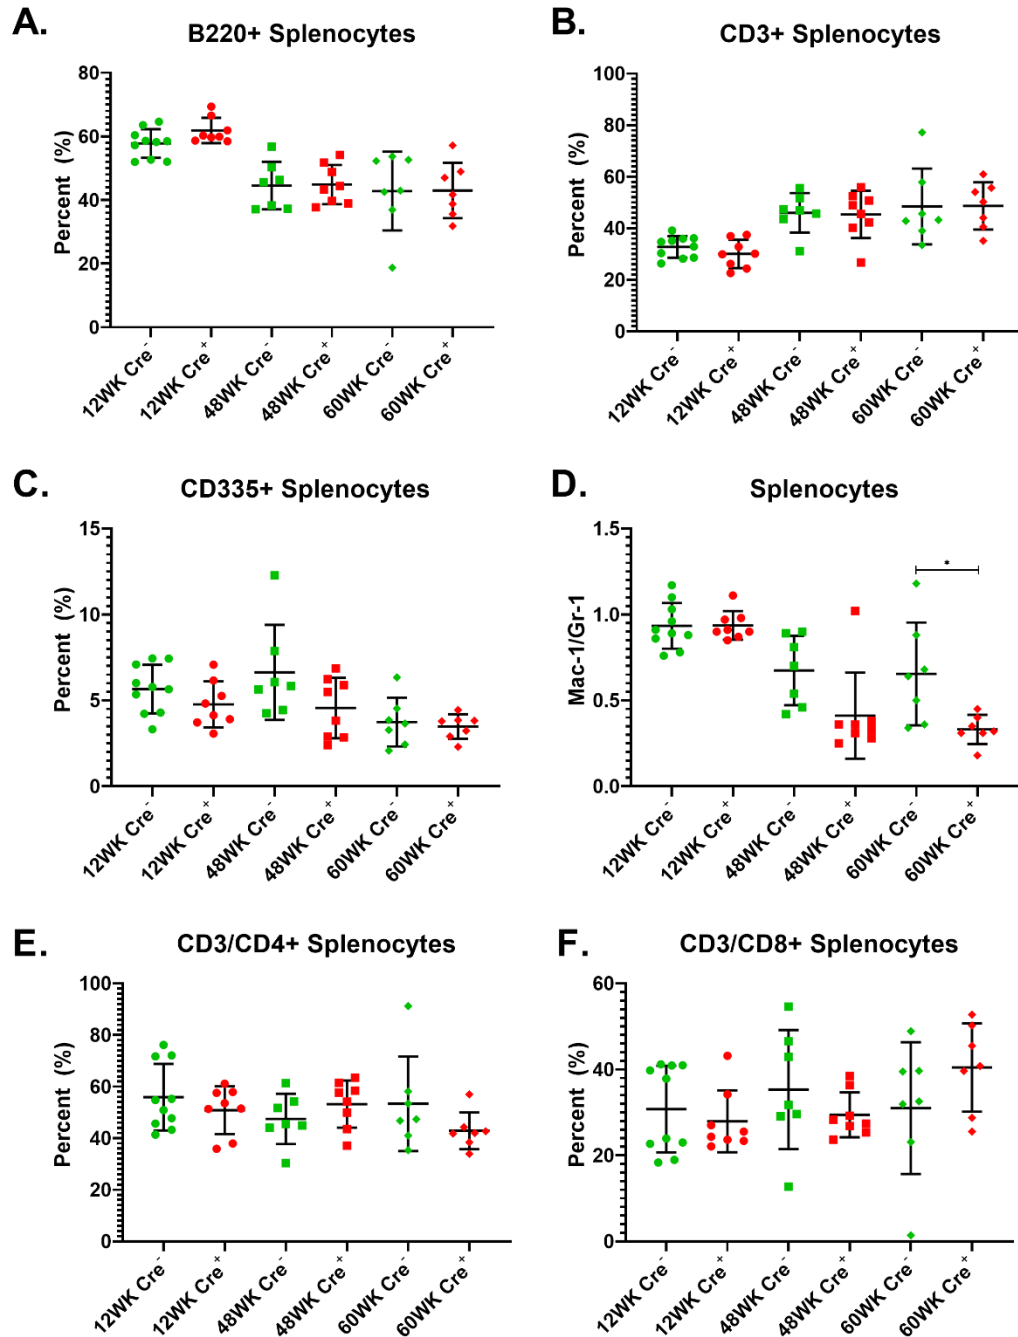 A.
B220+ Splenocytes
Percent (%)
80
60
40
20
0
12WK Cre⁻
12WK Cre⁺
48WK Cre⁻
48WK Cre⁺
60WK Cre⁻
60WK Cre⁺
B.
CD3+ Splenocytes
Percent (%)
100
80
60
40
20
0
12WK Cre⁻
12WK Cre⁺
48WK Cre⁻
48WK Cre⁺
60WK Cre⁻
60WK Cre⁺
C.
CD335+ Splenocytes
Percent (%)
15
10
5
0
12WK Cre⁻
12WK Cre⁺
48WK Cre⁻
48WK Cre⁺
60WK Cre⁻
60WK Cre⁺
D.
Splenocytes
Mac-1/Gr-1
1.5
1.0
0.5
0.0
*
12WK Cre⁻
12WK Cre⁺
48WK Cre⁻
48WK Cre⁺
60WK Cre⁻
60WK Cre⁺
E.
CD3/CD4+ Splenocytes
Percent (%)
100
80
60
40
20
0
12WK Cre⁻
12WK Cre⁺
48WK Cre⁻
48WK Cre⁺
60WK Cre⁻
60WK Cre⁺
F.
CD3/CD8+ Splenocytes
Percent (%)
60
40
20
0
12WK Cre⁻
12WK Cre⁺
48WK Cre⁻
48WK Cre⁺
60WK Cre⁻
60WK Cre⁺